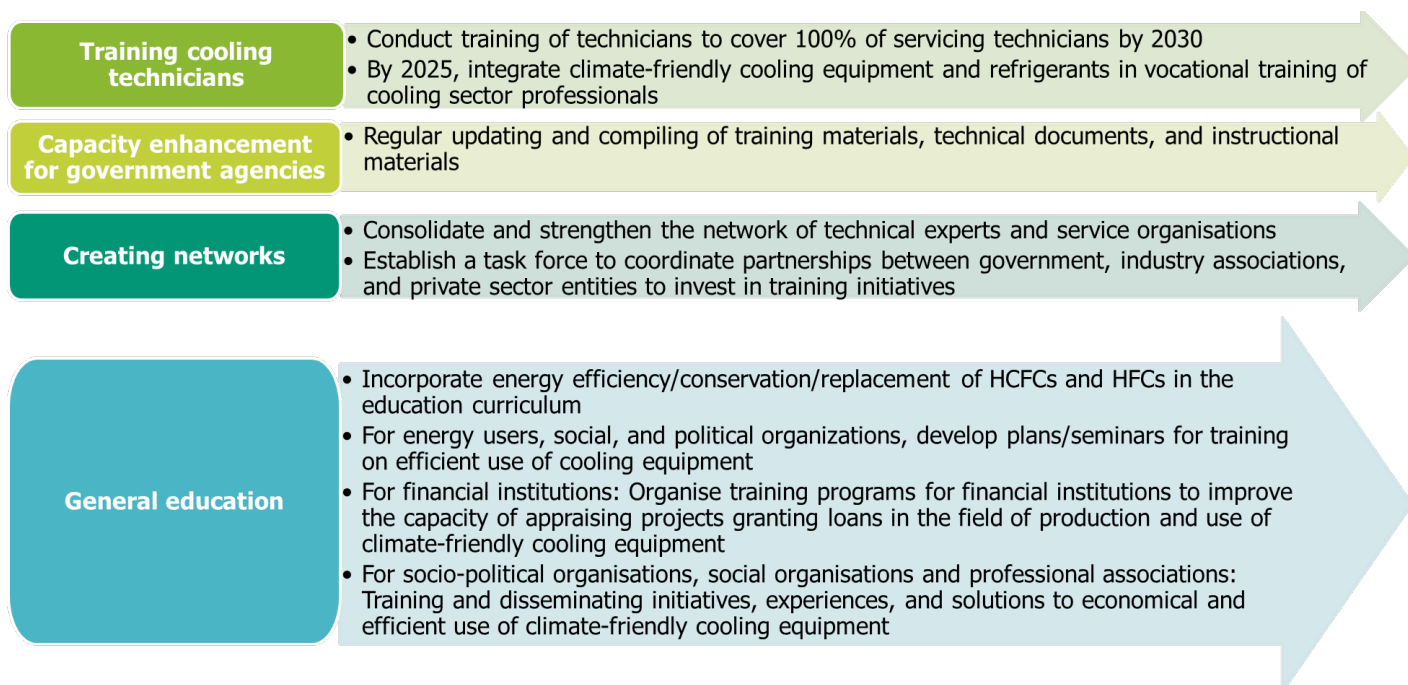 Training cooling
technicians
• Conduct training of technicians to cover 100% of servicing technicians by 2030
• By 2025, integrate climate-friendly cooling equipment and refrigerants in vocational training of
cooling sector professionals
Capacity enhancement
for government agencies
• Regular updating and compiling of training materials, technical documents, and instructional
materials
Creating networks
• Consolidate and strengthen the network of technical experts and service organisations
• Establish a task force to coordinate partnerships between government, industry associations,
and private sector entities to invest in training initiatives
General education
• Incorporate energy efficiency/conservation/replacement of HCFCs and HFCs in the
education curriculum
• For energy users, social, and political organizations, develop plans/seminars for training
on efficient use of cooling equipment
• For financial institutions: Organise training programs for financial institutions to improve
the capacity of appraising projects granting loans in the field of production and use of
climate-friendly cooling equipment
• For socio-political organisations, social organisations and professional associations:
Training and disseminating initiatives, experiences, and solutions to economical and
efficient use of climate-friendly cooling equipment